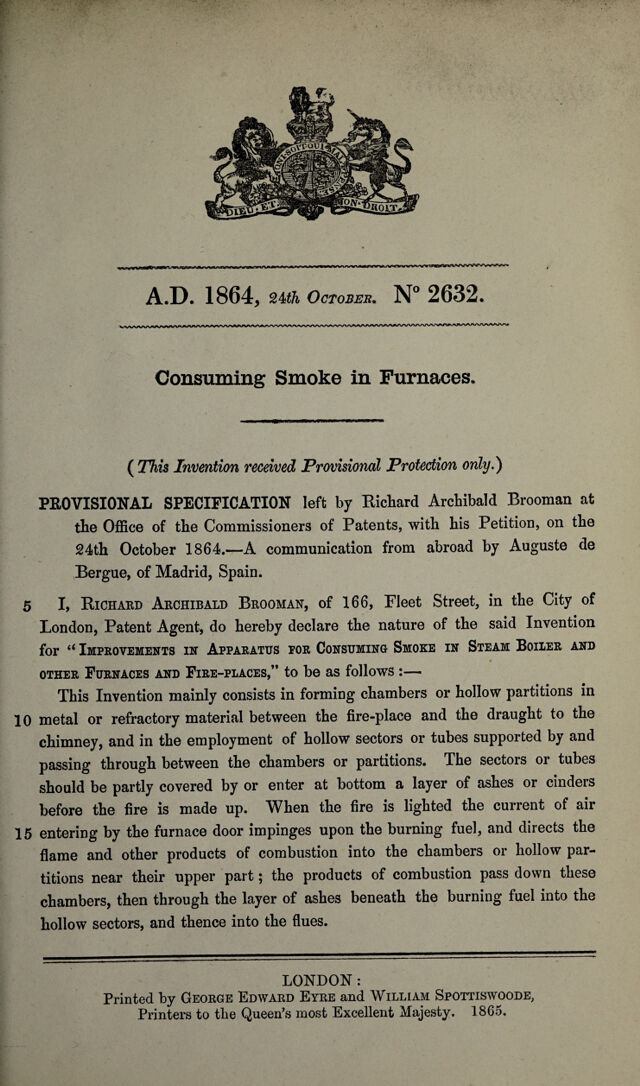 HONI SOIT QUI MAL Y PENSE
DIEU ET MON DROIT
A.D. 1864, 24th OCTOBER. N° 2632.
Consuming Smoke in Furnaces.
(This Invention received Provisional Protection only.)
PROVISIONAL SPECIFICATION left by Richard Archibald Brooman at
the Office of the Commissioners of Patents, with his Petition, on the
24th October 1864.—A communication from abroad by Auguste de
Bergue, of Madrid, Spain.
5 I, RICHARD ARCHIBALD BROOMAN, of 166, Fleet Street, in the City of
London, Patent Agent, do hereby declare the nature of the said Invention
for “IMPROVEMENTS IN APPARATUS FOR CONSUMING SMOKE IN STEAM BOILER AND
OTHER FURNACES AND FIRE-PLACES,” to be as follows :—
This Invention mainly consists in forming chambers or hollow partitions in
10 metal or refractory material between the fire-place and the draught to the
chimney, and in the employment of hollow sectors or tubes supported by and
passing through between the chambers or partitions. The sectors or tubes
should be partly covered by or enter at bottom a layer of ashes or cinders
before the fire is made up. When the fire is lighted the current of air
15 entering by the furnace door impinges upon the burning fuel, and directs the
flame and other products of combustion into the chambers or hollow par-
titions near their upper part ; the products of combustion pass down these
chambers, then through the layer of ashes beneath the burning fuel into the
hollow sectors, and thence into the flues.
LONDON :
Printed by GEORGE EDWARD EYRE and WILLIAM SPOTTISWOODE,
Printers to the Queen’s most Excellent Majesty. 1865.